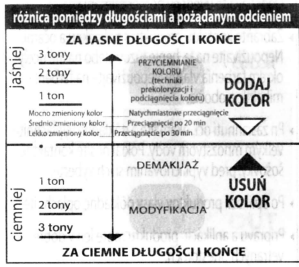 różnica pomiędzy długościami a pożądanym odcieniem
ZA JASNE DŁUGOŚCI I KOŃCE
jaśniej
3 tony
2 tony
1 ton
PRZYCIEMNIANIE
KOLORU
(techniki
prekoloryzacji i
podciągnięcia koloru)
DODAJ
KOLOR
Mocno zmieniony kolor Natychmiastowe przeciągnięcie
Średnio zmieniony kolor Przeciągnięcie po 20 min
Lekko zmieniony kolor Przeciągnięcie po 30 min
ciemniej
1 ton
2 tony
3 tony
DEMAKIJAŻ
MODYFIKACJA
USUŃ
KOLOR
ZA CIEMNE DŁUGOŚCI I KOŃCE